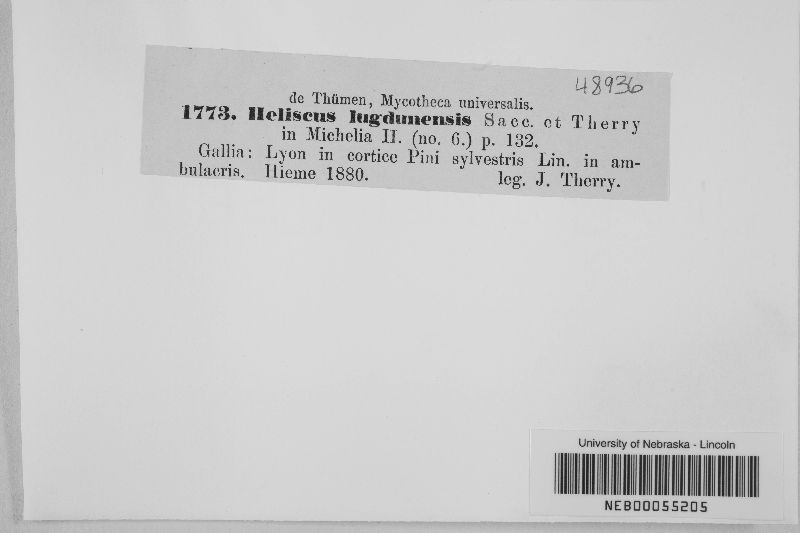 48936
de Thümen, Mycotheca universalis.
1773. Heliscus lugdunensis Sacc. et Therry
in Michelia II. (no. 6.) p. 132.
Gallia: Lyon in cortice Pini sylvestris Lin. in am-
bulacris. Hieme 1880. leg. J. Therry.
University of Nebraska - Lincoln
NEB00055205